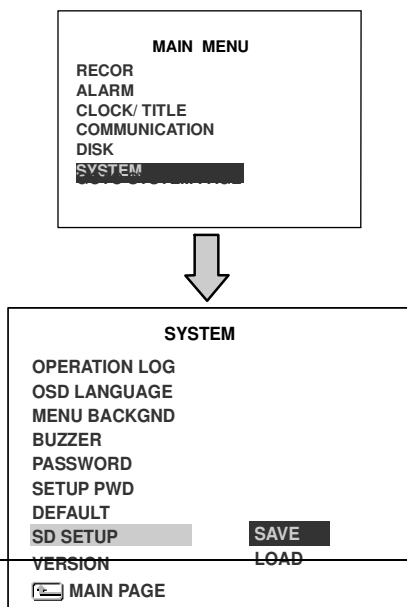 MAIN MENU
RECOR
ALARM
CLOCK/ TITLE
COMMUNICATION
DISK
SYSTEM
SYSTEM
OPERATION LOG
OSD LANGUAGE
MENU BACKGND
BUZZER
PASSWORD
SETUP PWD
DEFAULT
SD SETUP SAVE
VERSION LOAD
MAIN PAGE